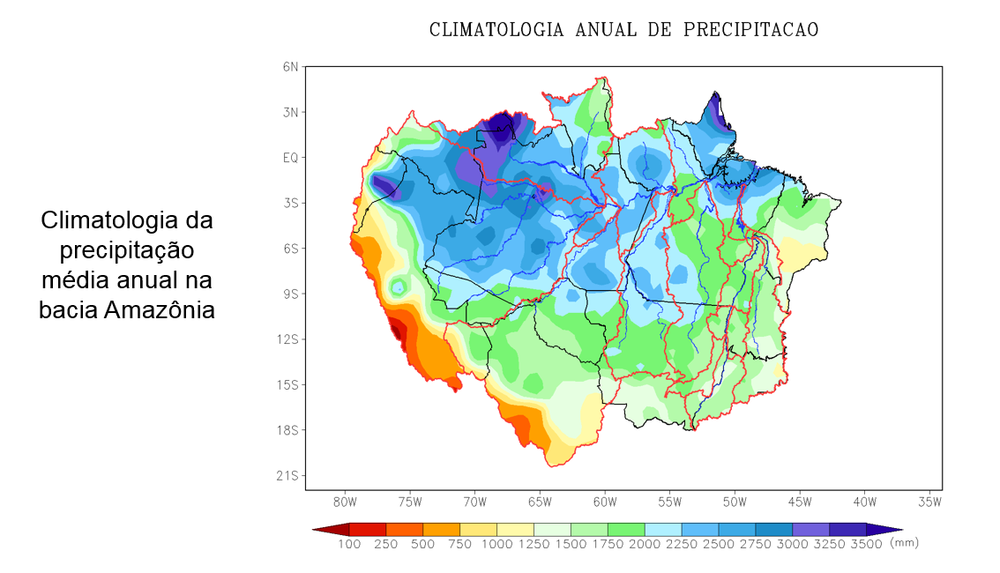 CLIMATOLOGIA ANUAL DE PRECIPITACAO
Climatologia da
precipitação
média anual na
bacia Amazônia
6N
3N
EQ
3S
6S
9S
12S
15S
18S
21S
80W 75W 70W 65W 60W 55W 50W 45W 40W 35W
100 250 500 750 1000 1250 1500 1750 2000 2250 2500 2750 3000 3250 3500 (mm)